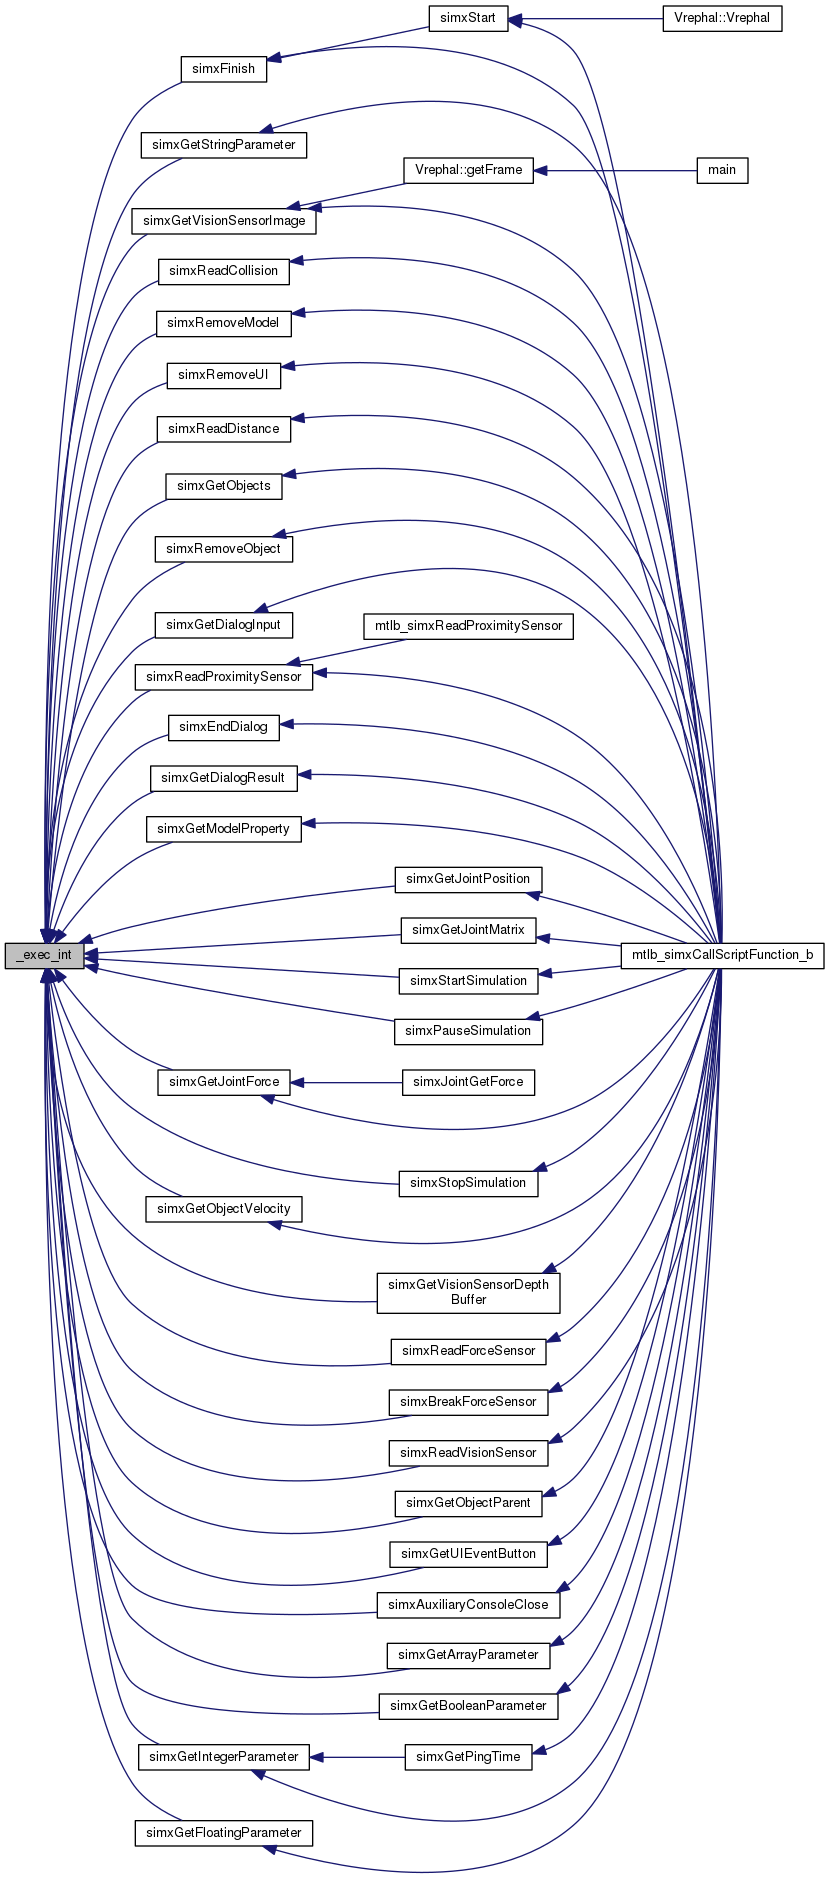 simxStart
Vrephal::Vrephal
simxFinish
simxGetStringParameter
Vrephal::getFrame
main
simxGetVisionSensorImage
simxReadCollision
simxRemoveModel
simxRemoveUI
simxReadDistance
simxGetObjects
simxRemoveObject
simxGetDialogInput
mtlb_simxReadProximitySensor
simxReadProximitySensor
simxEndDialog
simxGetDialogResult
simxGetModelProperty
simxGetJointPosition
simxGetJointMatrix
_exec_int
mtlb_simxCallScriptFunction_b
simxStartSimulation
simxPauseSimulation
simxGetJointForce
simxJointGetForce
simxStopSimulation
simxGetObjectVelocity
simxGetVisionSensorDepth
Buffer
simxReadForceSensor
simxBreakForceSensor
simxReadVisionSensor
simxGetObjectParent
simxGetUIEventButton
simxAuxiliaryConsoleClose
simxGetArrayParameter
simxGetBooleanParameter
simxGetIntegerParameter
simxGetPingTime
simxGetFloatingParameter